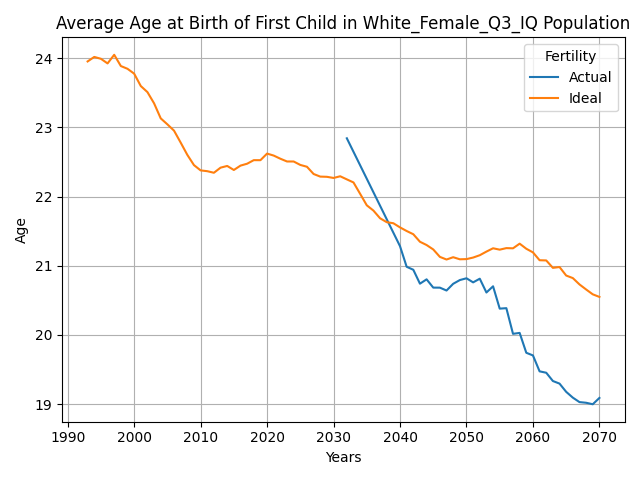 Average Age at Birth of First Child in White_Female_Q3_IQ Population
Fertility
Actual
Ideal
24
23
22
21
20
19
Age
1990
2000
2010
2020
2030
2040
2050
2060
2070
Years